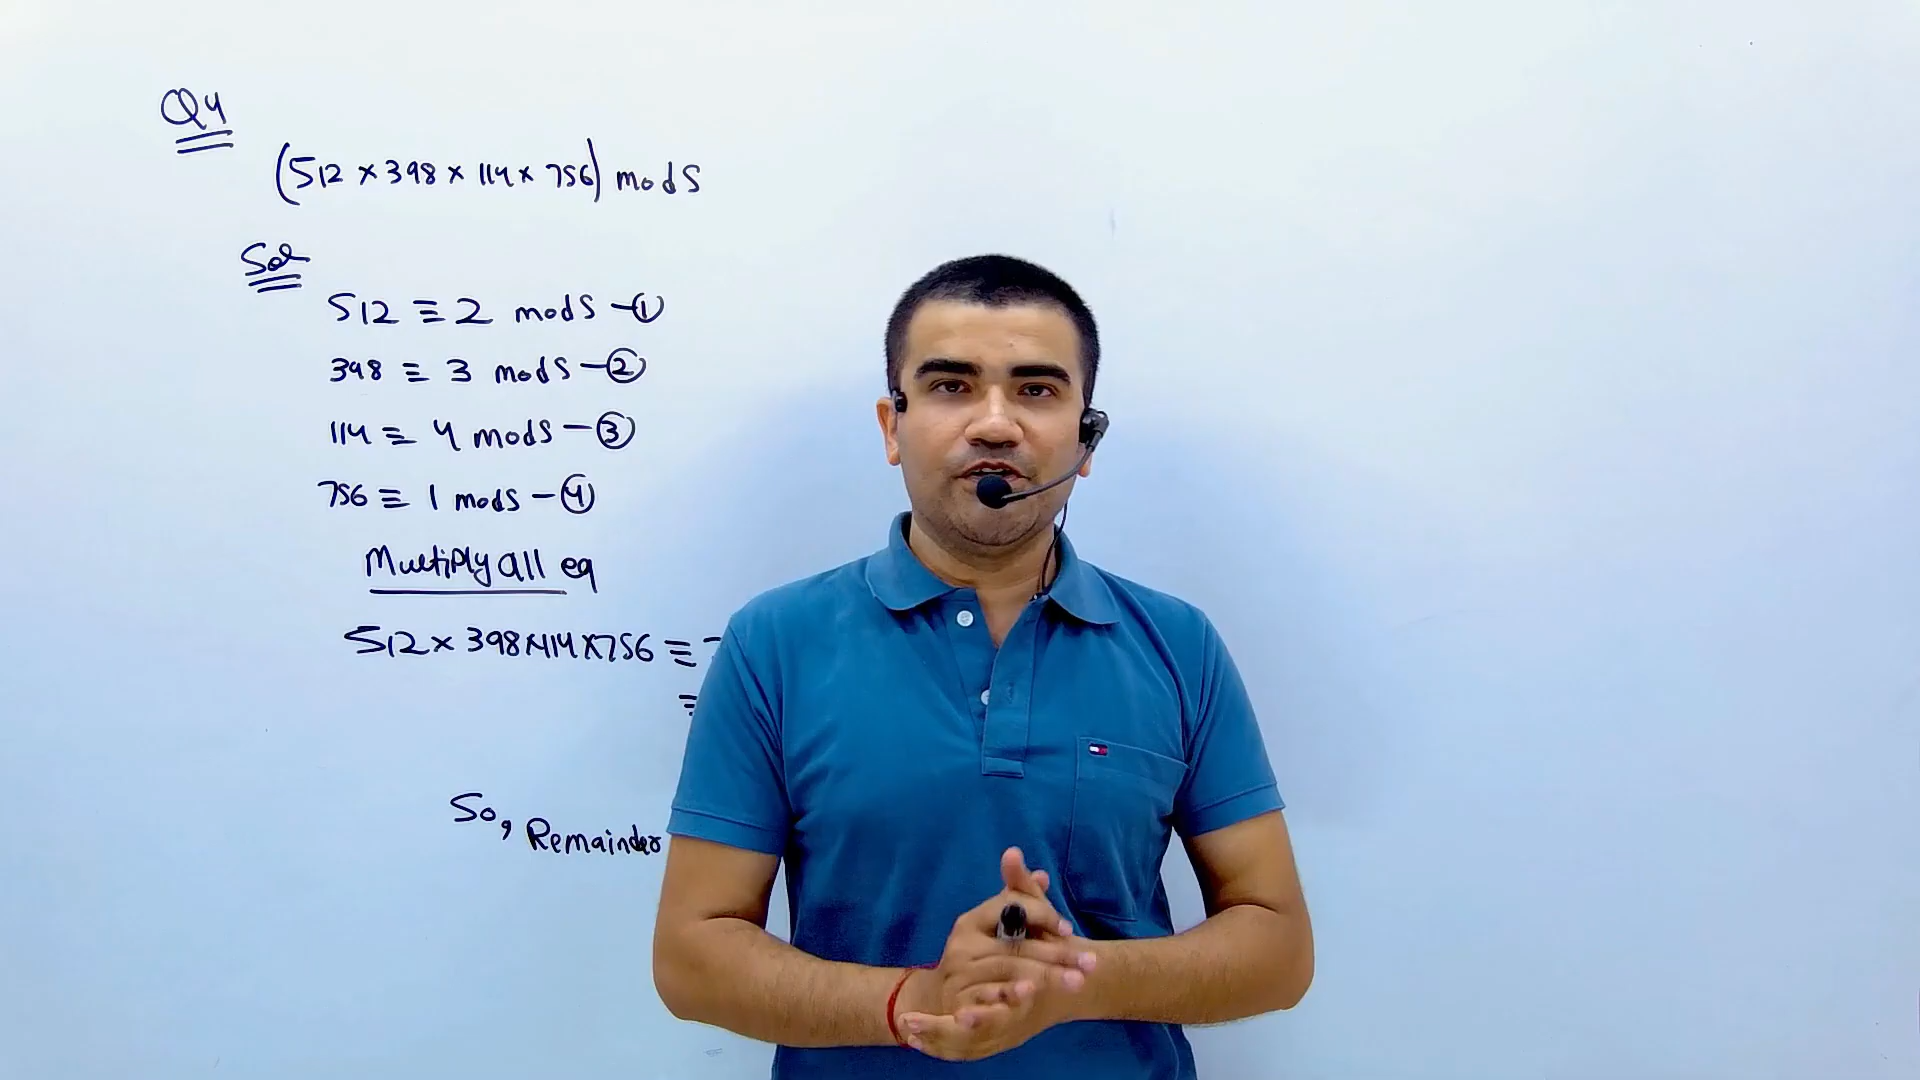 Q4
(512 × 398 × 114 × 756) mod 5
Sol
512 ≡ 2 mod 5 - ①
398 ≡ 3 mod 5 - ②
114 ≡ 4 mod 5 - ③
756 ≡ 1 mod 5 - ④
Multiply all eq
512 × 398 × 114 × 756 ≡
≡
So, Remainder